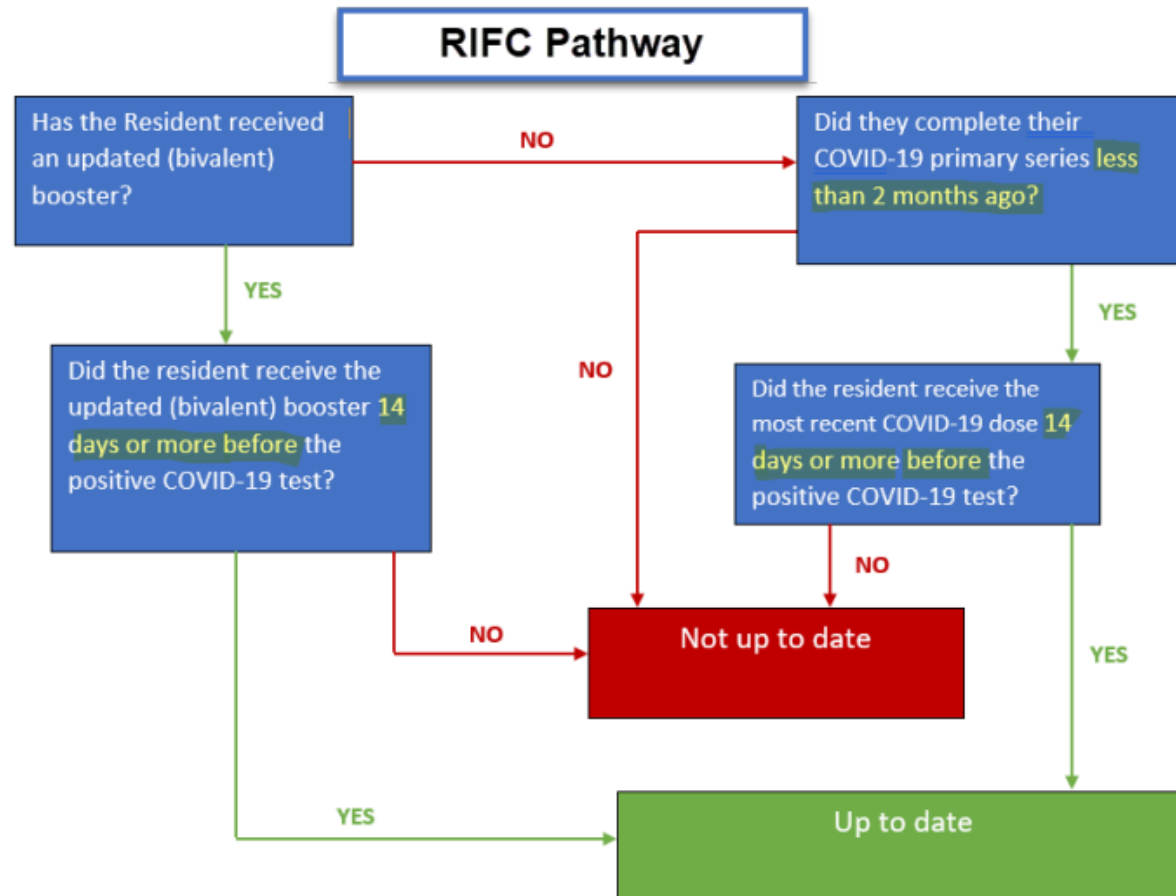 RIFC Pathway
Has the Resident received
an updated (bivalent)
booster?
NO
Did they complete their
COVID-19 primary series less
than 2 months ago?
YES
NO
YES
Did the resident receive the
updated (bivalent) booster 14
days or more before the
positive COVID-19 test?
Did the resident receive the
most recent COVID-19 dose 14
days or more before the
positive COVID-19 test?
NO
NO
YES
Not up to date
YES
Up to date